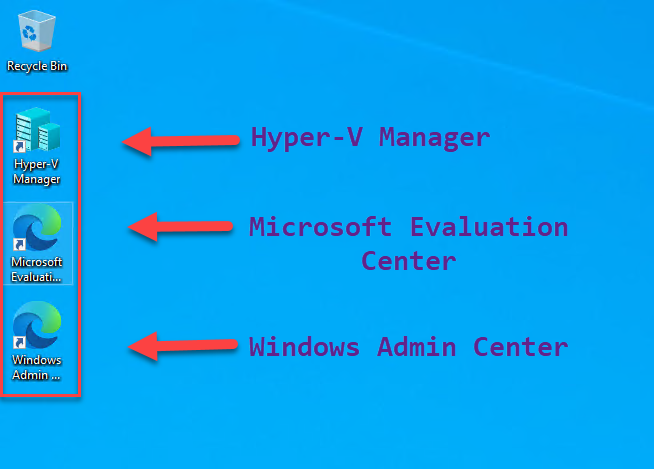 Recycle Bin
Hyper-V
Manager
Hyper-V Manager
Microsoft
Evaluati...
Microsoft Evaluation
Center
Windows
Admin ...
Windows Admin Center